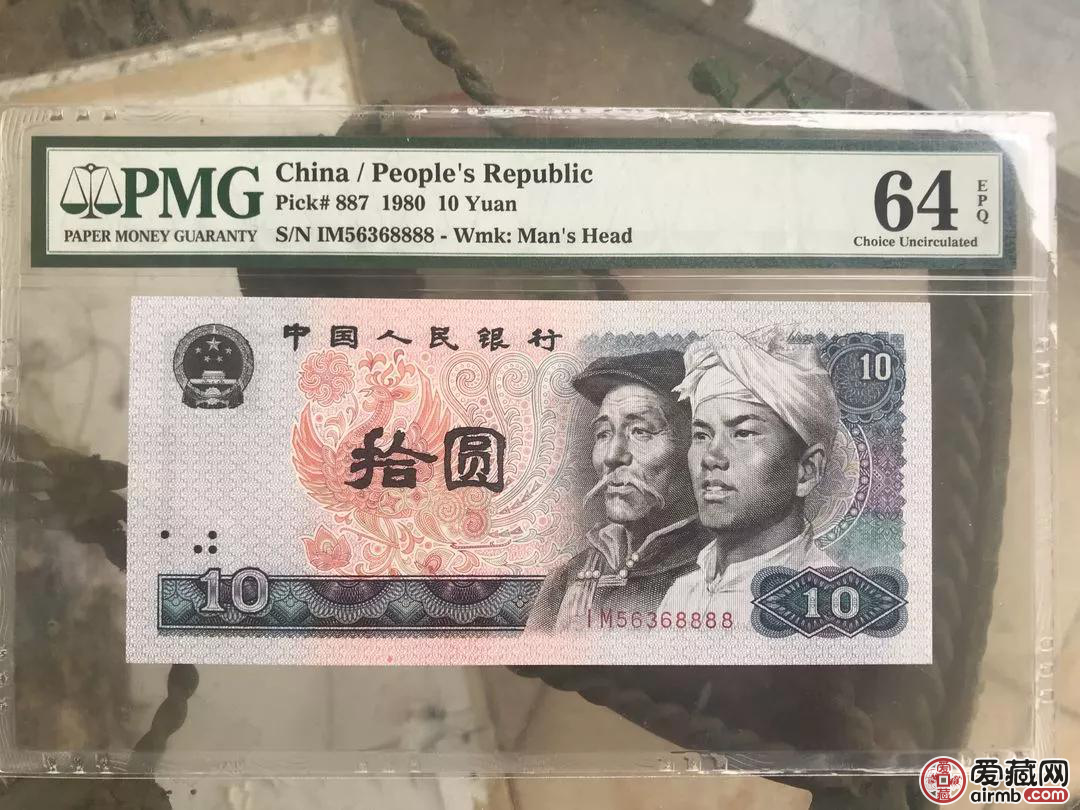 PMG
PAPER MONEY GUARANTY
China / People's Republic
Pick# 887 1980 10 Yuan
S/N IM56368888 - Wmk: Man's Head
64
EPQ
Choice Uncirculated
中国人民银行
10
拾圆
10
IM56368888
10
爱藏网
airmb.com